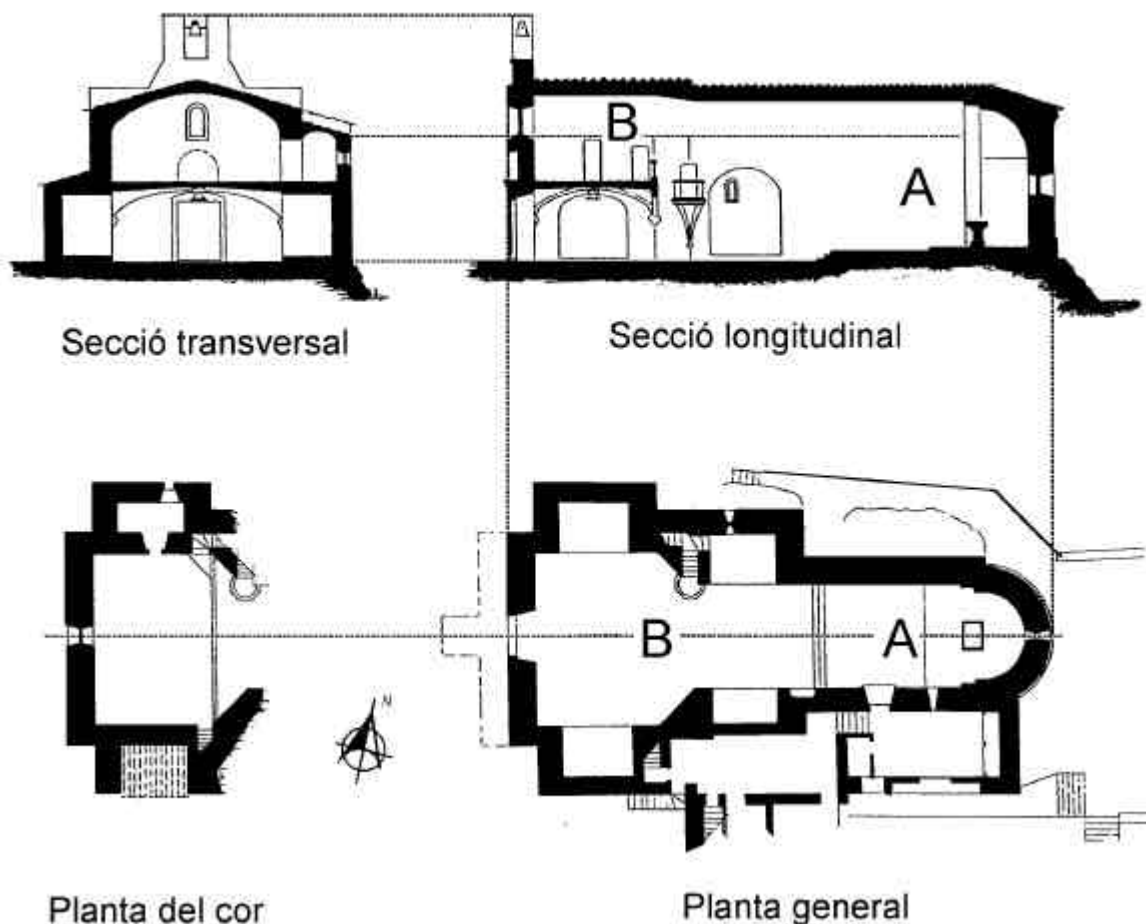 B
A
Secció transversal
Secció longitudinal
B
A
N
Planta del cor
Planta general